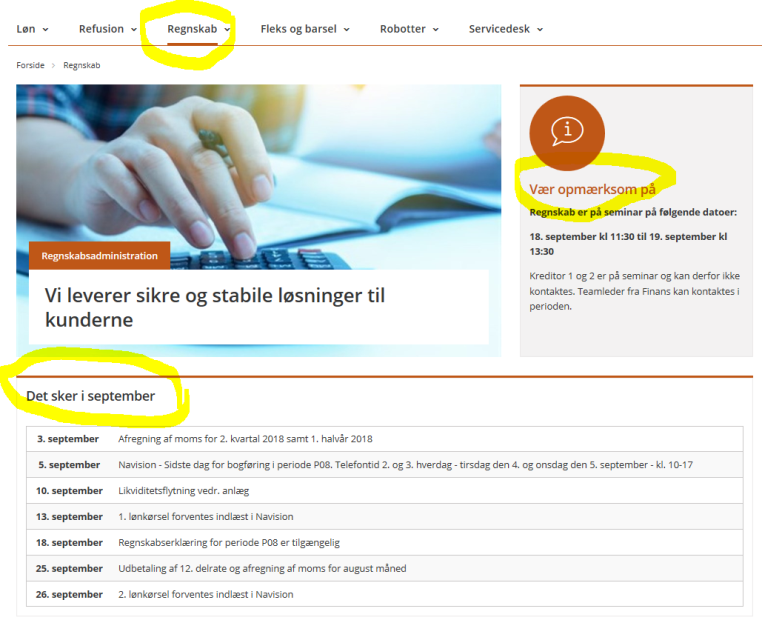 Løn Refusion Regnskab Fleks og barsel Robotter Servicedesk
Forside > Regnskab
Regnskabsadministration
Vi leverer sikre og stabile løsninger til
kunderne
i
Vær opmærksom på
Regnskab er på seminar på følgende datoer:
18. september kl 11:30 til 19. september kl
13:30
Kreditor 1 og 2 er på seminar og kan derfor ikke
kontaktes. Teamleder fra Finans kan kontaktes i
perioden.
Det sker i september
3. september Afregning af moms for 2. kvartal 2018 samt 1. halvår 2018
5. september Navision - Sidste dag for bogføring i periode P08. Telefontid 2. og 3. hverdag - tirsdag den 4. og onsdag den 5. september - kl. 10-17
10. september Likviditetsflytning vedr. anlæg
13. september 1. lønkørsel forventes indlæst i Navision
18. september Regnskabserklæring for periode P08 er tilgængelig
25. september Udbetaling af 12. delrate og afregning af moms for august måned
26. september 2. lønkørsel forventes indlæst i Navision